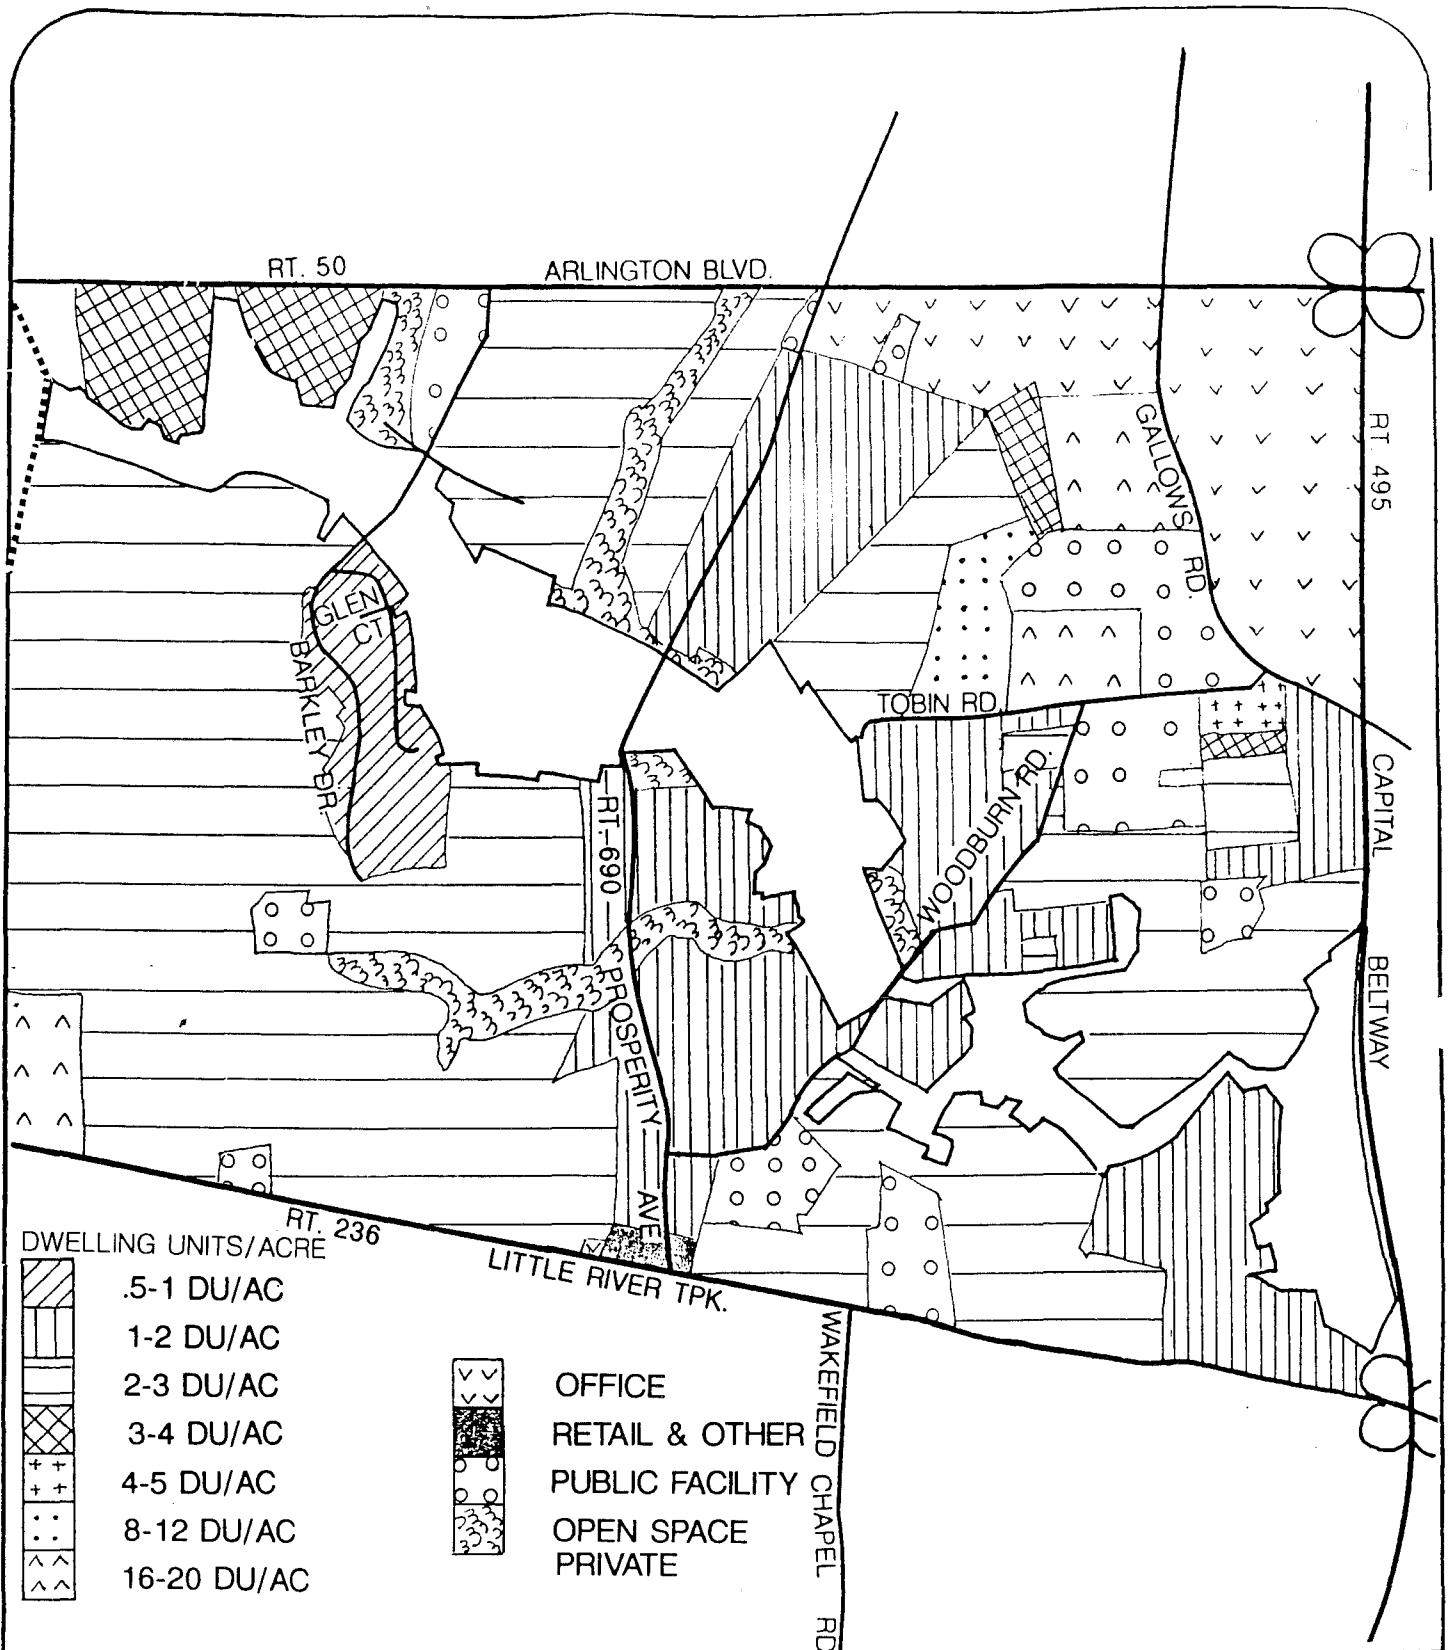 RT. 50
ARLINGTON BLVD.
GALLOWS RD.
RT. 495
GLEN
CT
BARKLEY DR.
TOBIN RD.
WOODBURN RD.
RT. 690
CAPITAL BELTWAY
PROSPERITY AVE
RT. 236
LITTLE RIVER TPK.
WAKEFIELD CHAPEL RD
DWELLING UNITS/ACRE
.5-1 DU/AC
1-2 DU/AC
2-3 DU/AC
3-4 DU/AC
4-5 DU/AC
8-12 DU/AC
16-20 DU/AC
OFFICE
RETAIL & OTHER
PUBLIC FACILITY
OPEN SPACE
PRIVATE